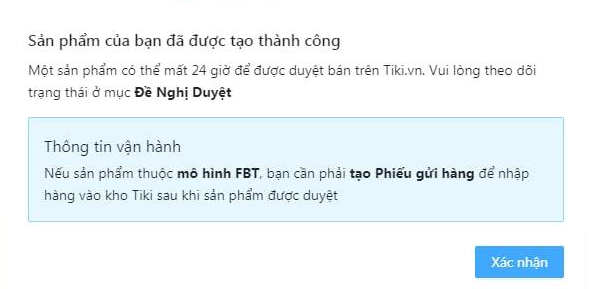 Sản phẩm của bạn đã được tạo thành công
Một sản phẩm có thể mất 24 giờ để được duyệt bán trên Tiki.vn. Vui lòng theo dõi
trạng thái ở mục Đề Nghị Duyệt
Thông tin vận hành
Nếu sản phẩm thuộc mô hình FBT, bạn cần phải tạo Phiếu gửi hàng để nhập
hàng vào kho Tiki sau khi sản phẩm được duyệt
Xác nhận